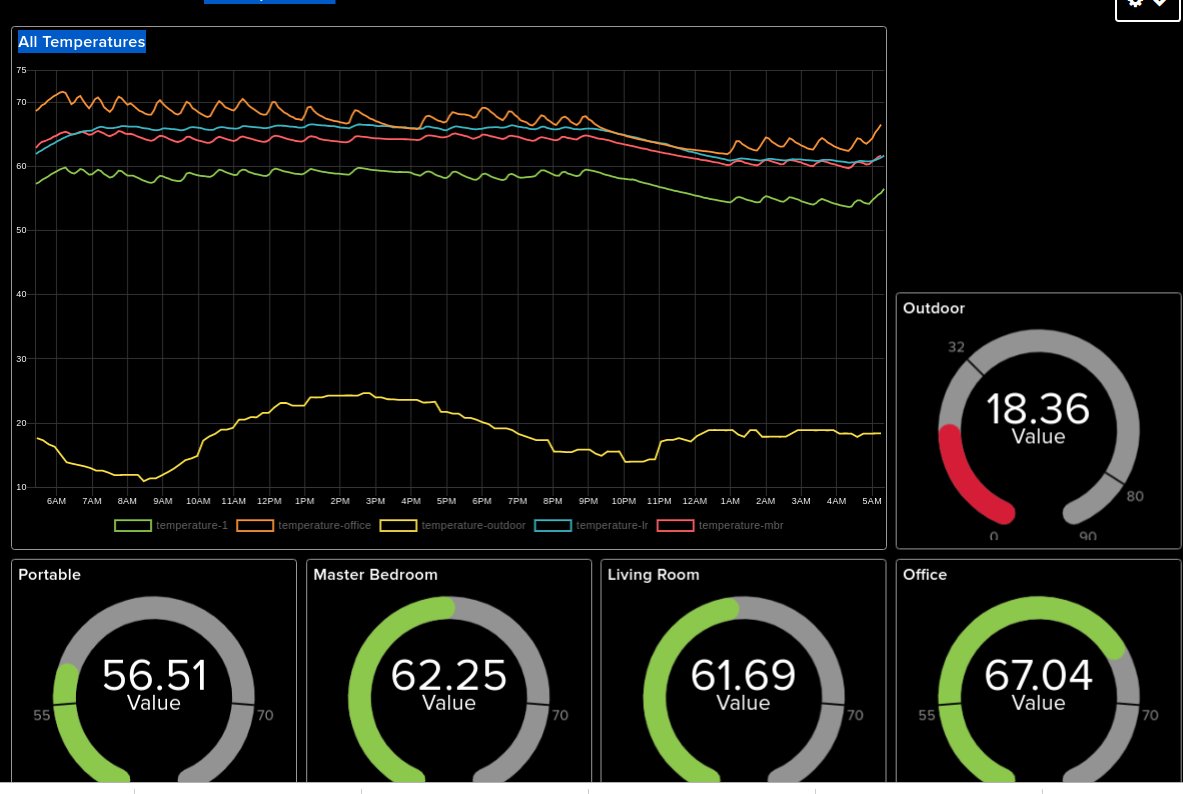 All Temperatures
75
70
60
50
40
30
20
10
6AM 7AM 8AM 9AM 10AM 11AM 12PM 1PM 2PM 3PM 4PM 5PM 6PM 7PM 8PM 9PM 10PM 11PM 12AM 1AM 2AM 3AM 4AM 5AM
temperature-1 temperature-office temperature-outdoor temperature-lr temperature-mbr
Outdoor
32
18.36
Value
80
0 90
Portable
56.51
Value
55 70
Master Bedroom
62.25
Value
70
Living Room
61.69
Value
70
Office
67.04
Value
55 70